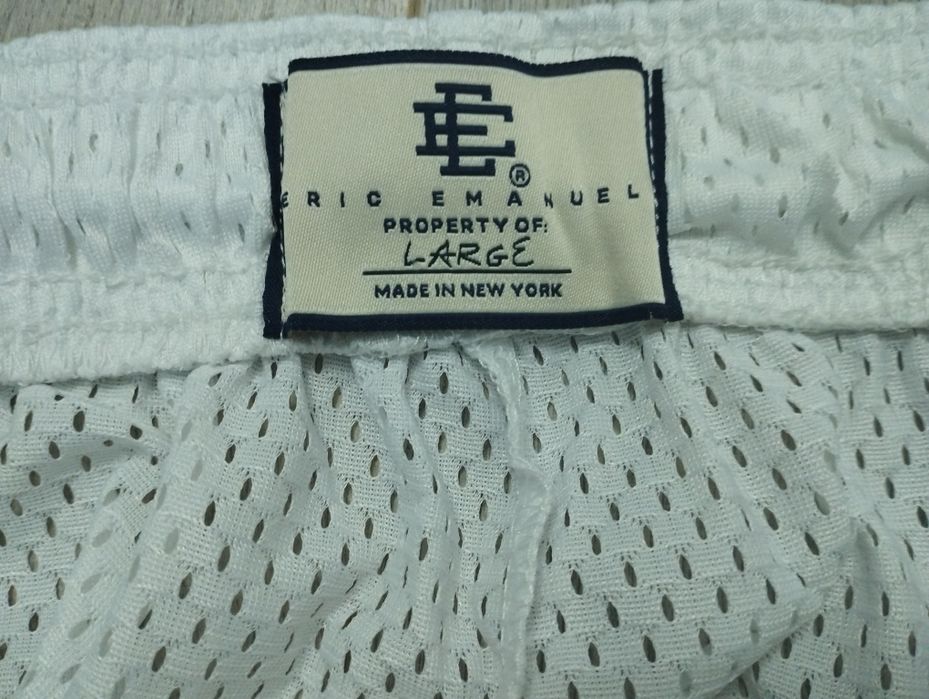 EE®
ERIC EMANUEL
PROPERTY OF:
LARGE
MADE IN NEW YORK